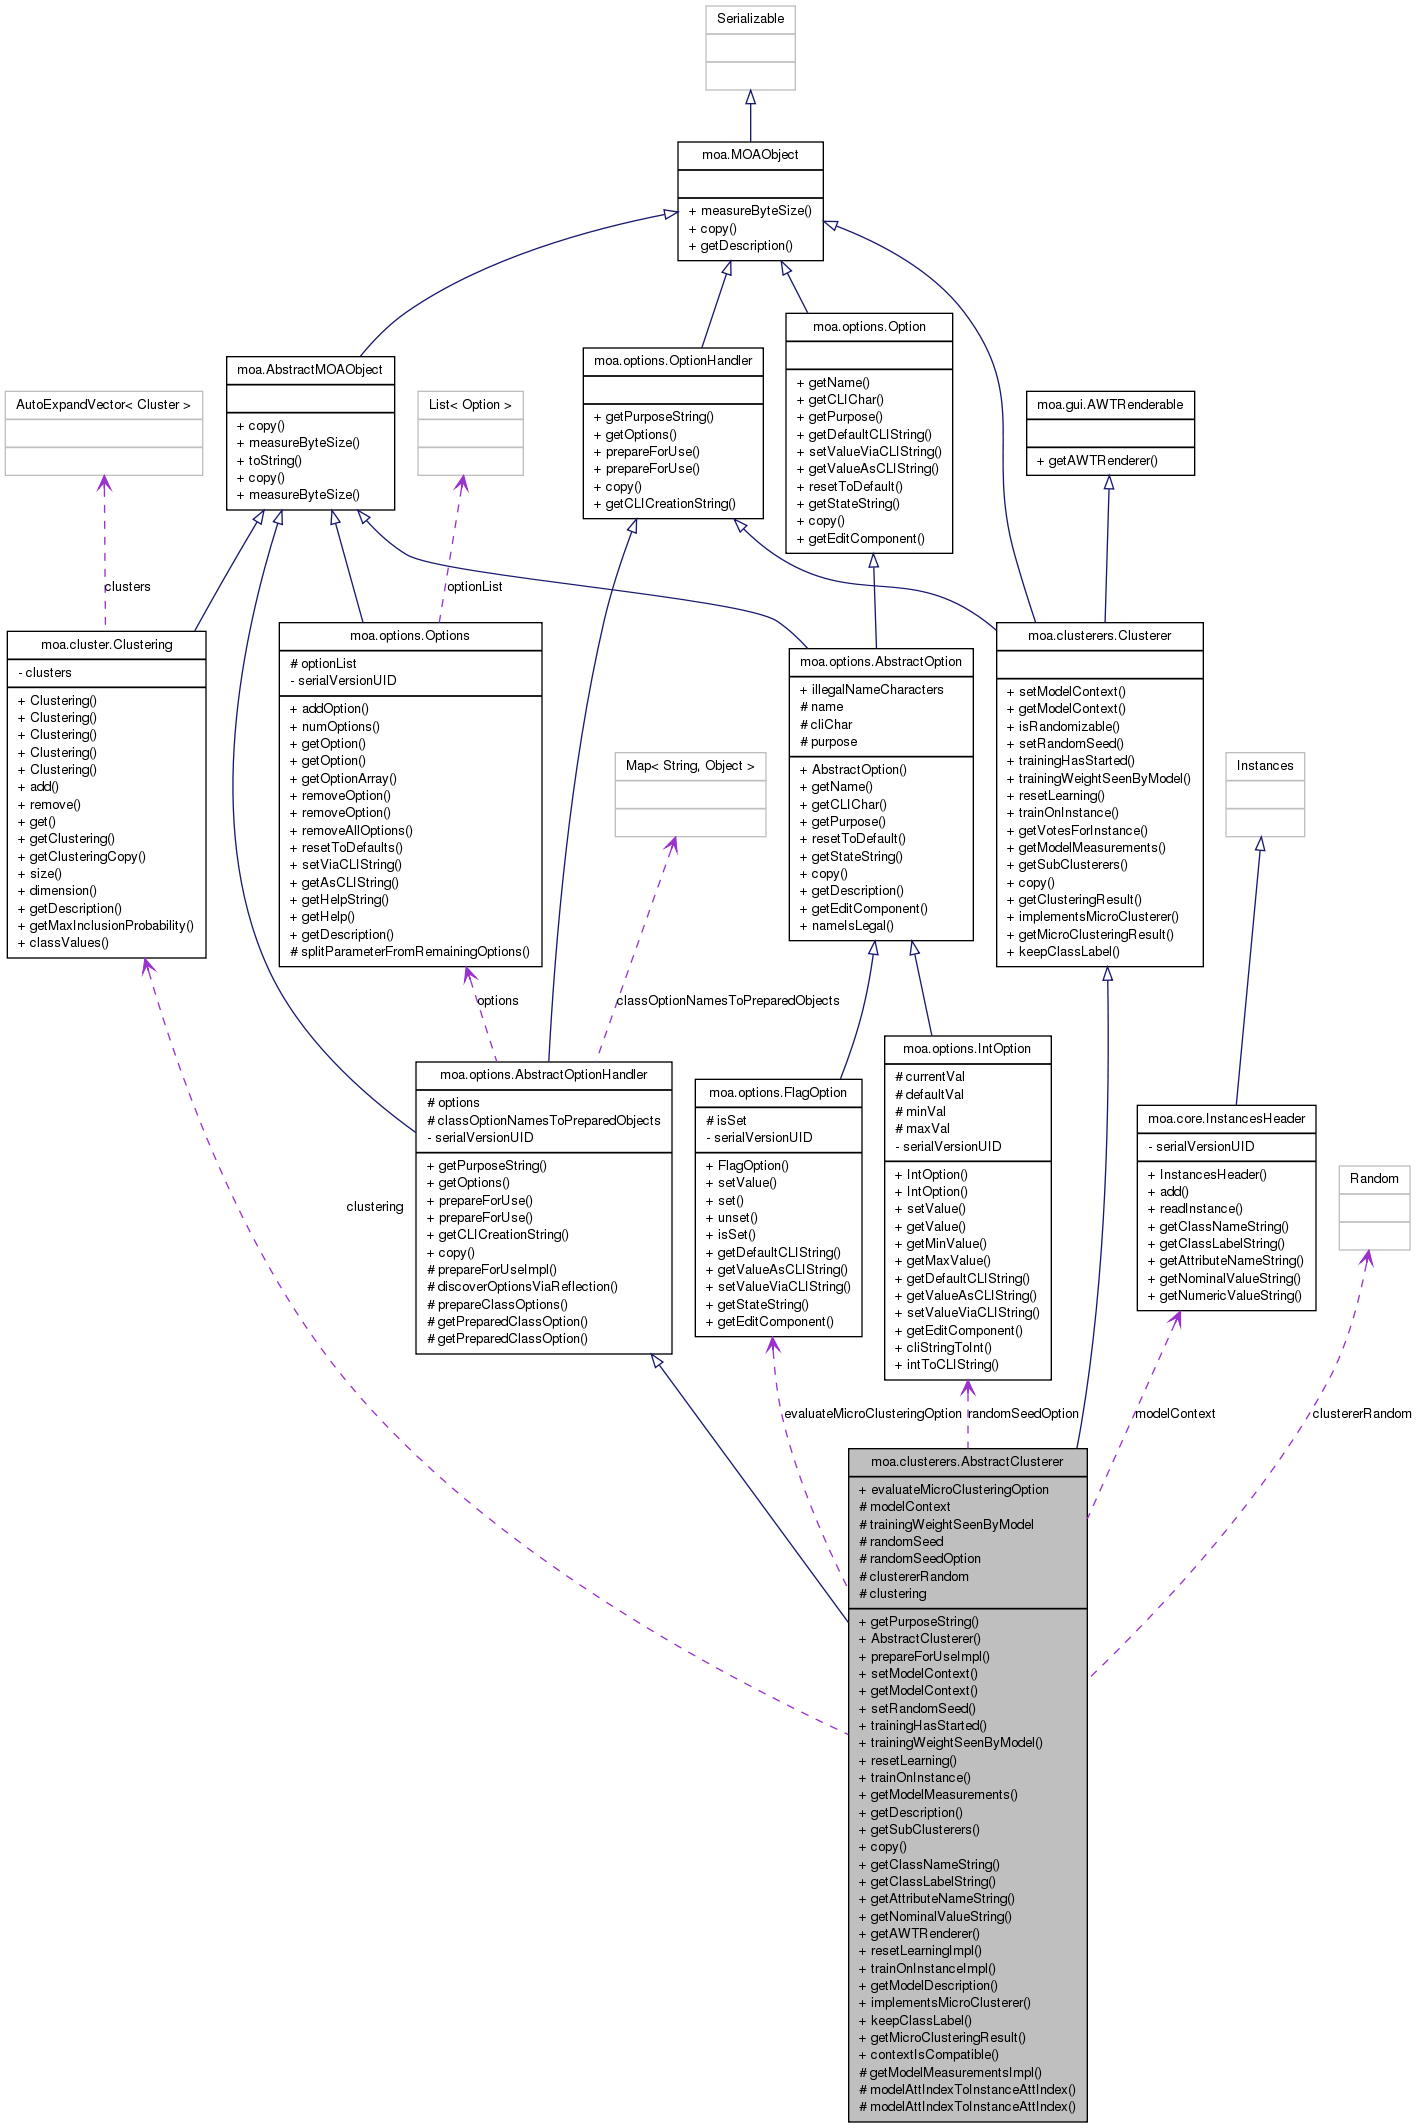 Serializable
moa.MOAObject
+ measureByteSize()
+ copy()
+ getDescription()
moa.options.Option
+ getName()
+ getCLIChar()
+ getPurpose()
+ getDefaultCLIString()
+ setValueViaCLIString()
+ getValueAsCLIString()
+ resetToDefault()
+ getStateString()
+ copy()
+ getEditComponent()
moa.options.OptionHandler
+ getPurposeString()
+ getOptions()
+ prepareForUse()
+ prepareForUse()
+ copy()
+ getCLICreationString()
moa.AbstractMOAObject
+ copy()
+ measureByteSize()
+ toString()
+ copy()
+ measureByteSize()
AutoExpandVector< Cluster >
List< Option >
moa.gui.AWTRenderable
+ getAWTRenderer()
clusters
optionList
moa.cluster.Clustering
- clusters
+ Clustering()
+ Clustering()
+ Clustering()
+ Clustering()
+ Clustering()
+ add()
+ remove()
+ get()
+ getClustering()
+ getClusteringCopy()
+ size()
+ dimension()
+ getDescription()
+ getMaxInclusionProbability()
+ classValues()
moa.options.Options
# optionList
- serialVersionUID
+ addOption()
+ numOptions()
+ getOption()
+ getOption()
+ getOptionArray()
+ removeOption()
+ removeOption()
+ removeAllOptions()
+ resetToDefaults()
+ setViaCLIString()
+ getAsCLIString()
+ getHelpString()
+ getHelp()
+ getDescription()
# splitParameterFromRemainingOptions()
Map< String, Object >
moa.options.AbstractOption
+ illegalNameCharacters
# name
# cliChar
# purpose
+ AbstractOption()
+ getName()
+ getCLIChar()
+ getPurpose()
+ resetToDefault()
+ getStateString()
+ copy()
+ getDescription()
+ getEditComponent()
+ nameIsLegal()
moa.clusterers.Clusterer
+ setModelContext()
+ getModelContext()
+ isRandomizable()
+ setRandomSeed()
+ trainingHasStarted()
+ trainingWeightSeenByModel()
+ resetLearning()
+ trainOnInstance()
+ getVotesForInstance()
+ getModelMeasurements()
+ getSubClusterers()
+ copy()
+ getClusteringResult()
+ implementsMicroClusterer()
+ getMicroClusteringResult()
+ keepClassLabel()
Instances
options
classOptionNamesToPreparedObjects
clustering
moa.options.AbstractOptionHandler
# options
# classOptionNamesToPreparedObjects
- serialVersionUID
+ getPurposeString()
+ getOptions()
+ prepareForUse()
+ prepareForUse()
+ getCLICreationString()
+ copy()
# prepareForUseImpl()
# discoverOptionsViaReflection()
# prepareClassOptions()
# getPreparedClassOption()
# getPreparedClassOption()
moa.options.FlagOption
# isSet
- serialVersionUID
+ FlagOption()
+ setValue()
+ set()
+ unset()
+ isSet()
+ getDefaultCLIString()
+ getValueAsCLIString()
+ setValueViaCLIString()
+ getStateString()
+ getEditComponent()
moa.options.IntOption
# currentVal
# defaultVal
# minVal
# maxVal
- serialVersionUID
+ IntOption()
+ IntOption()
+ setValue()
+ getValue()
+ getMinValue()
+ getMaxValue()
+ getDefaultCLIString()
+ getValueAsCLIString()
+ setValueViaCLIString()
+ getEditComponent()
+ cliStringToInt()
+ intToCLIString()
moa.core.InstancesHeader
- serialVersionUID
+ InstancesHeader()
+ add()
+ readInstance()
+ getClassNameString()
+ getClassLabelString()
+ getAttributeNameString()
+ getNominalValueString()
+ getNumericValueString()
Random
evaluateMicroClusteringOption
randomSeedOption
modelContext
clustererRandom
moa.clusterers.AbstractClusterer
+ evaluateMicroClusteringOption
# modelContext
# trainingWeightSeenByModel
# randomSeed
# randomSeedOption
# clustererRandom
# clustering
+ getPurposeString()
+ AbstractClusterer()
+ prepareForUseImpl()
+ setModelContext()
+ getModelContext()
+ setRandomSeed()
+ trainingHasStarted()
+ trainingWeightSeenByModel()
+ resetLearning()
+ trainOnInstance()
+ getModelMeasurements()
+ getDescription()
+ getSubClusterers()
+ copy()
+ getClassNameString()
+ getClassLabelString()
+ getAttributeNameString()
+ getNominalValueString()
+ getAWTRenderer()
+ resetLearningImpl()
+ trainOnInstanceImpl()
+ getModelDescription()
+ implementsMicroClusterer()
+ keepClassLabel()
+ getMicroClusteringResult()
+ contextIsCompatible()
# getModelMeasurementsImpl()
# modelAttIndexToInstanceAttIndex()
# modelAttIndexToInstanceAttIndex()